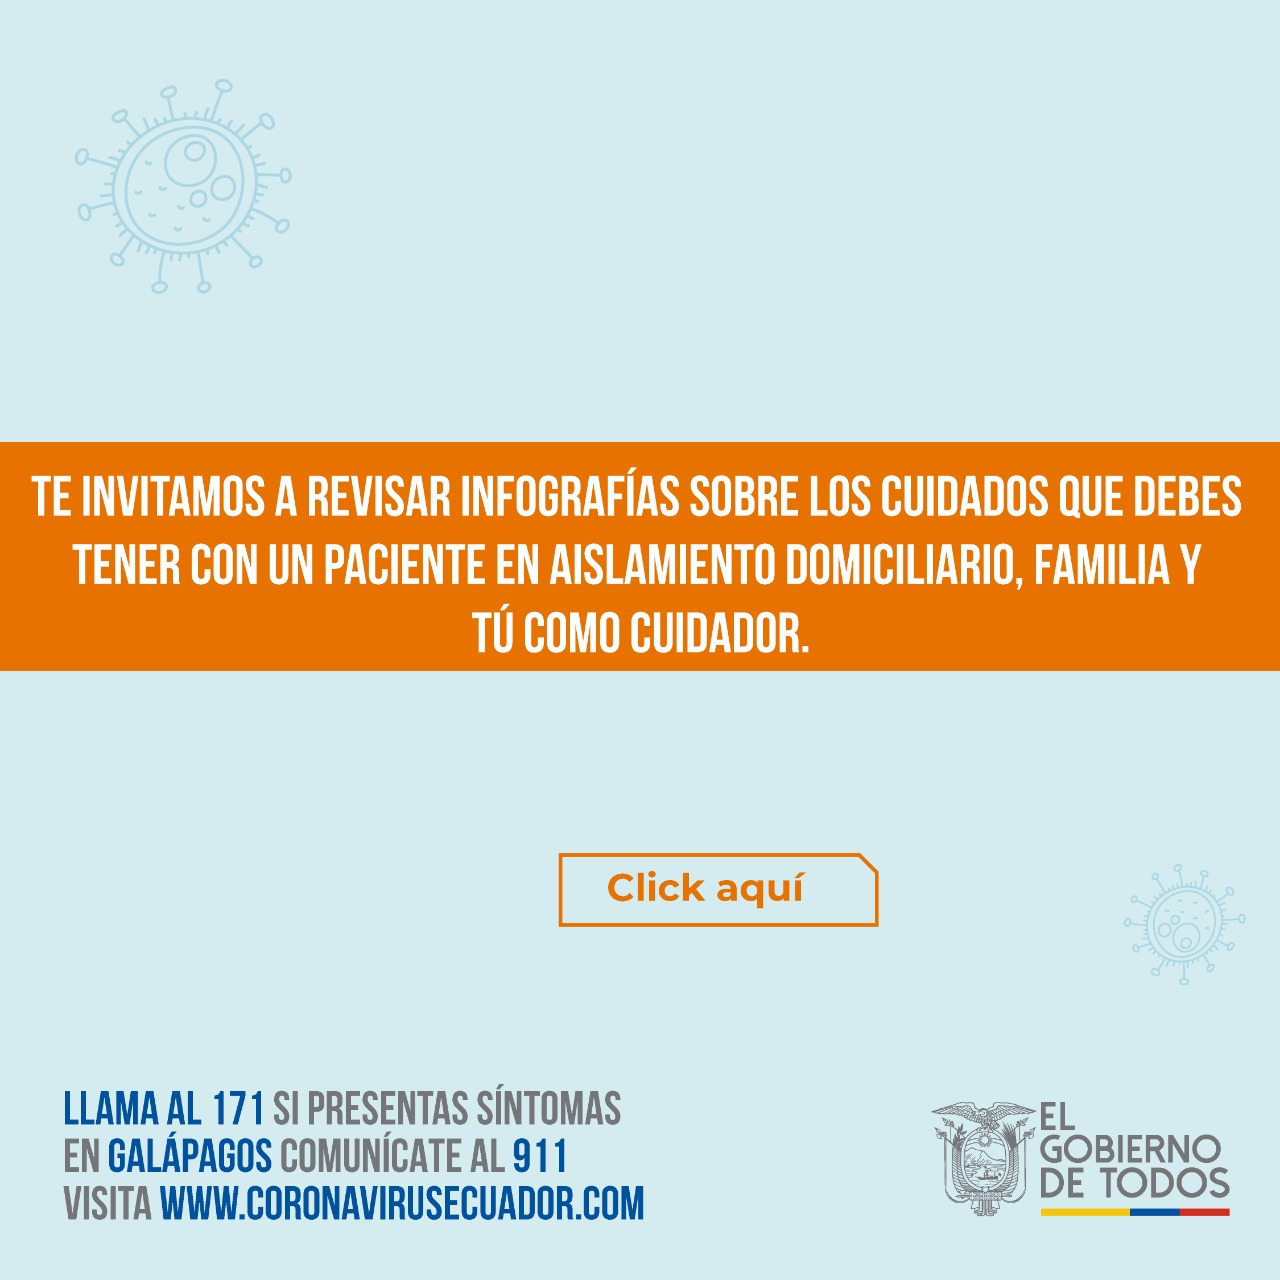 TE INVITAMOS A REVISAR INFOGRAFÍAS SOBRE LOS CUIDADOS QUE DEBES
TENER CON UN PACIENTE EN AISLAMIENTO DOMICILIARIO, FAMILIA Y
TÚ COMO CUIDADOR.
Click aquí
LLAMA AL 171 SI PRESENTAS SÍNTOMAS
EN GALÁPAGOS COMUNÍCATE AL 911
VISITA WWW.CORONAVIRUSECUADOR.COM
EL
GOBIERNO
DE TODOS